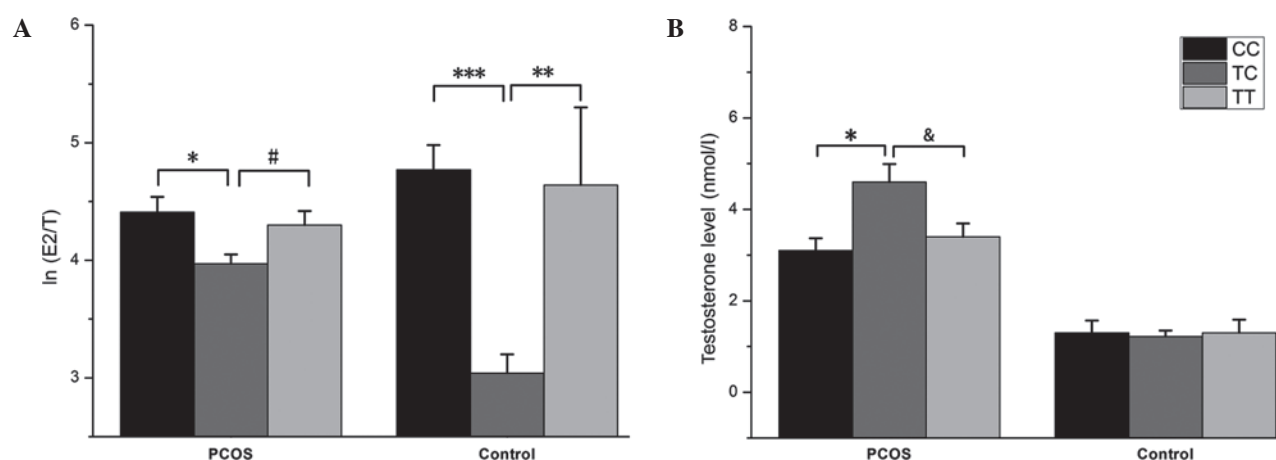 A
6
5
4
3
ln (E2/T)
*
#
***
**
PCOS
Control
B
8
6
4
2
0
Testosterone level (nmol/l)
CC
TC
TT
*
&
PCOS
Control